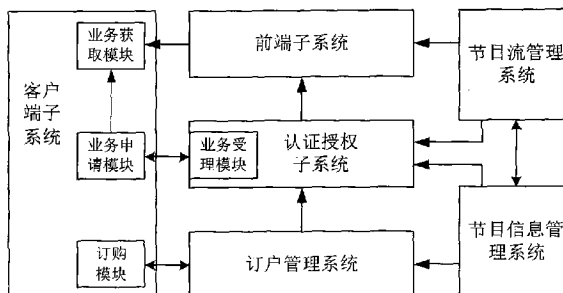 业务获
取模块
前端子系统
节目流管理
系统
客户
端子
系统
业务申
请模块
业务受
理模块
认证授权
子系统
订购
模块
订户管理系统
节目信息管
理系统